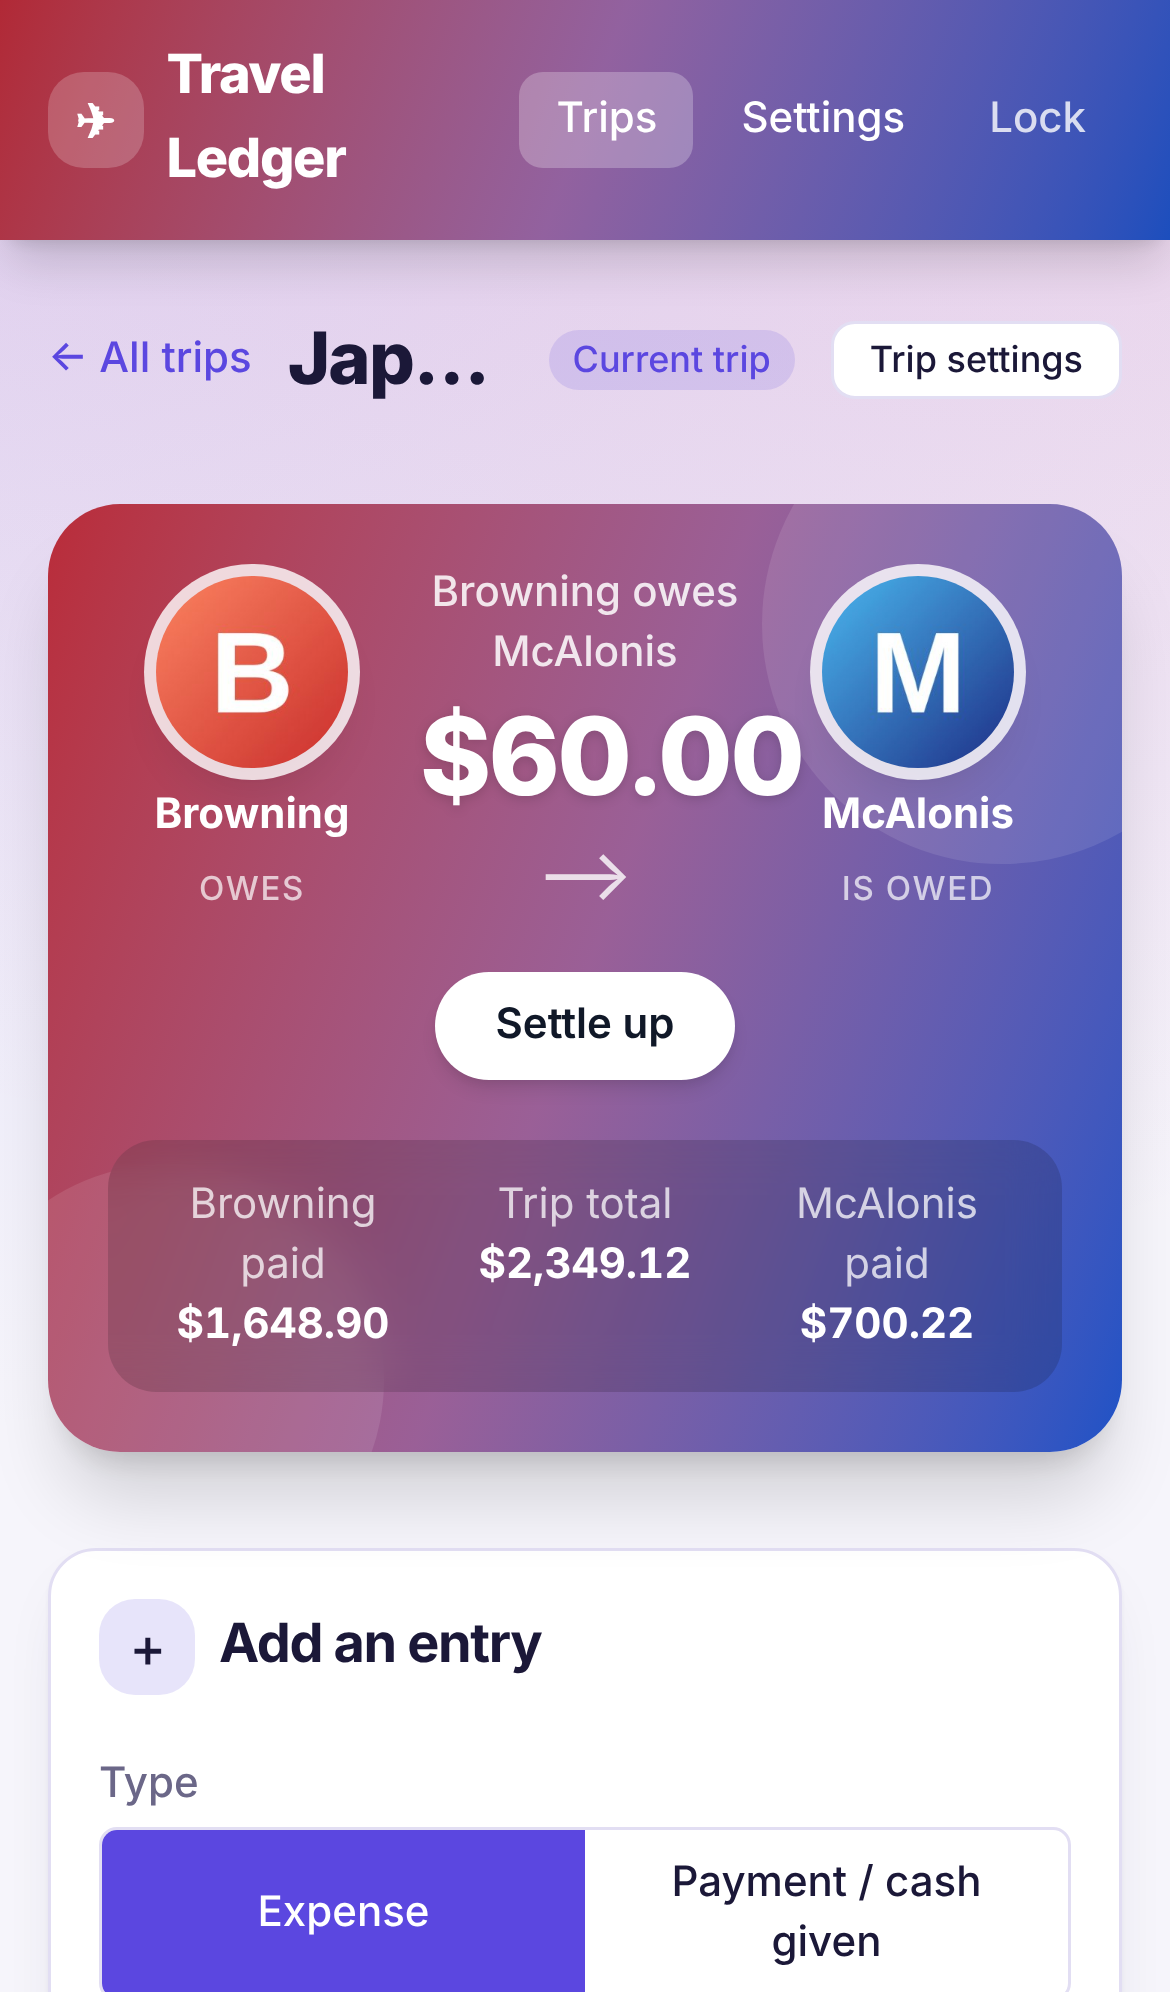 ✈ Travel
Ledger
Trips Settings Lock
← All trips Jap... Current trip Trip settings
B
Browning
OWES
Browning owes
McAlonis
$60.00
→
M
McAlonis
IS OWED
Settle up
Browning
paid
$1,648.90
Trip total
$2,349.12
McAlonis
paid
$700.22
+ Add an entry
Type
Expense
Payment / cash
given